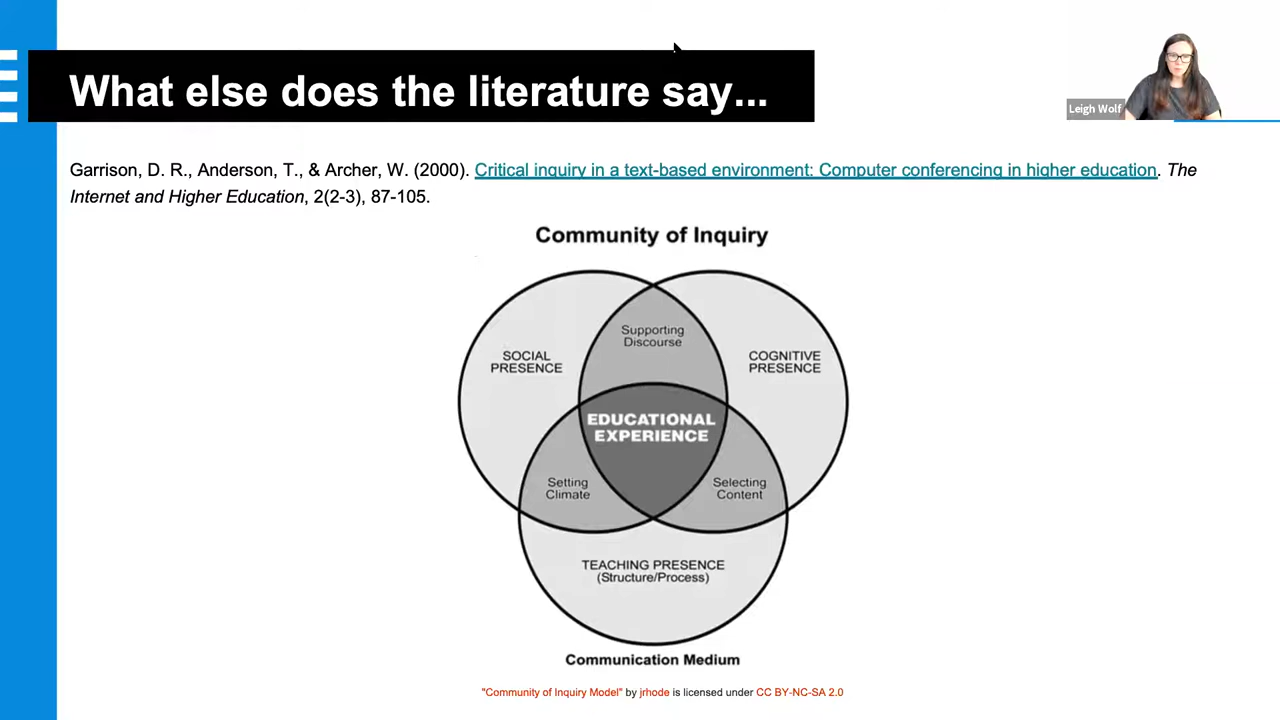 What else does the literature say...
Leigh Wolf
Garrison, D. R., Anderson, T., & Archer, W. (2000). Critical inquiry in a text-based environment: Computer conferencing in higher education. The
Internet and Higher Education, 2(2-3), 87-105.
Community of Inquiry
Supporting
Discourse
SOCIAL
PRESENCE
COGNITIVE
PRESENCE
EDUCATIONAL
EXPERIENCE
Setting
Climate
Selecting
Content
TEACHING PRESENCE
(Structure/Process)
Communication Medium
"Community of Inquiry Model" by jrhode is licensed under CC BY-NC-SA 2.0